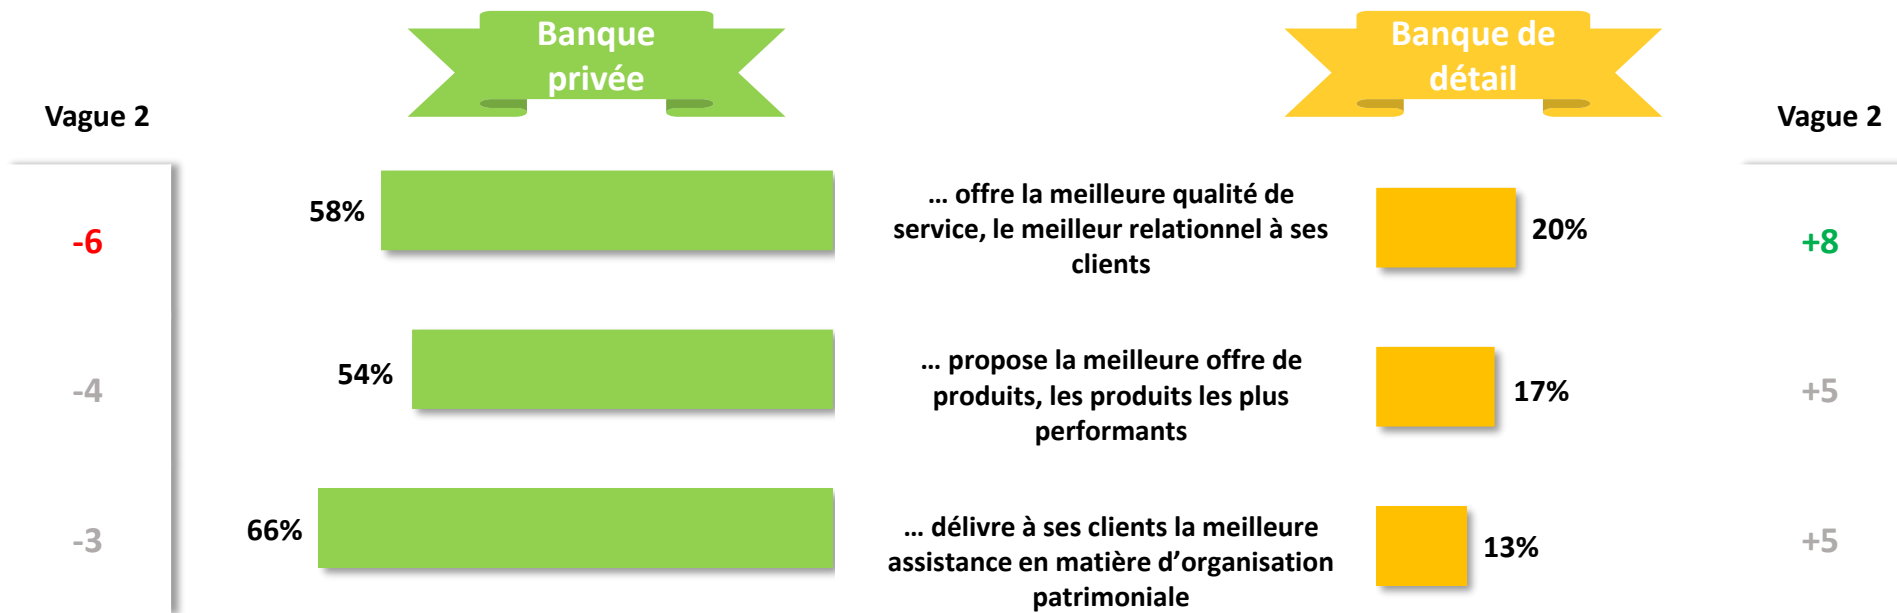 Banque
privée
Banque de
détail
Vague 2
Vague 2
-6
58%
… offre la meilleure qualité de
service, le meilleur relationnel à ses
clients
20%
+8
-4
54%
… propose la meilleure offre de
produits, les produits les plus
performants
17%
+5
-3
66%
… délivre à ses clients la meilleure
assistance en matière d’organisation
patrimoniale
13%
+5